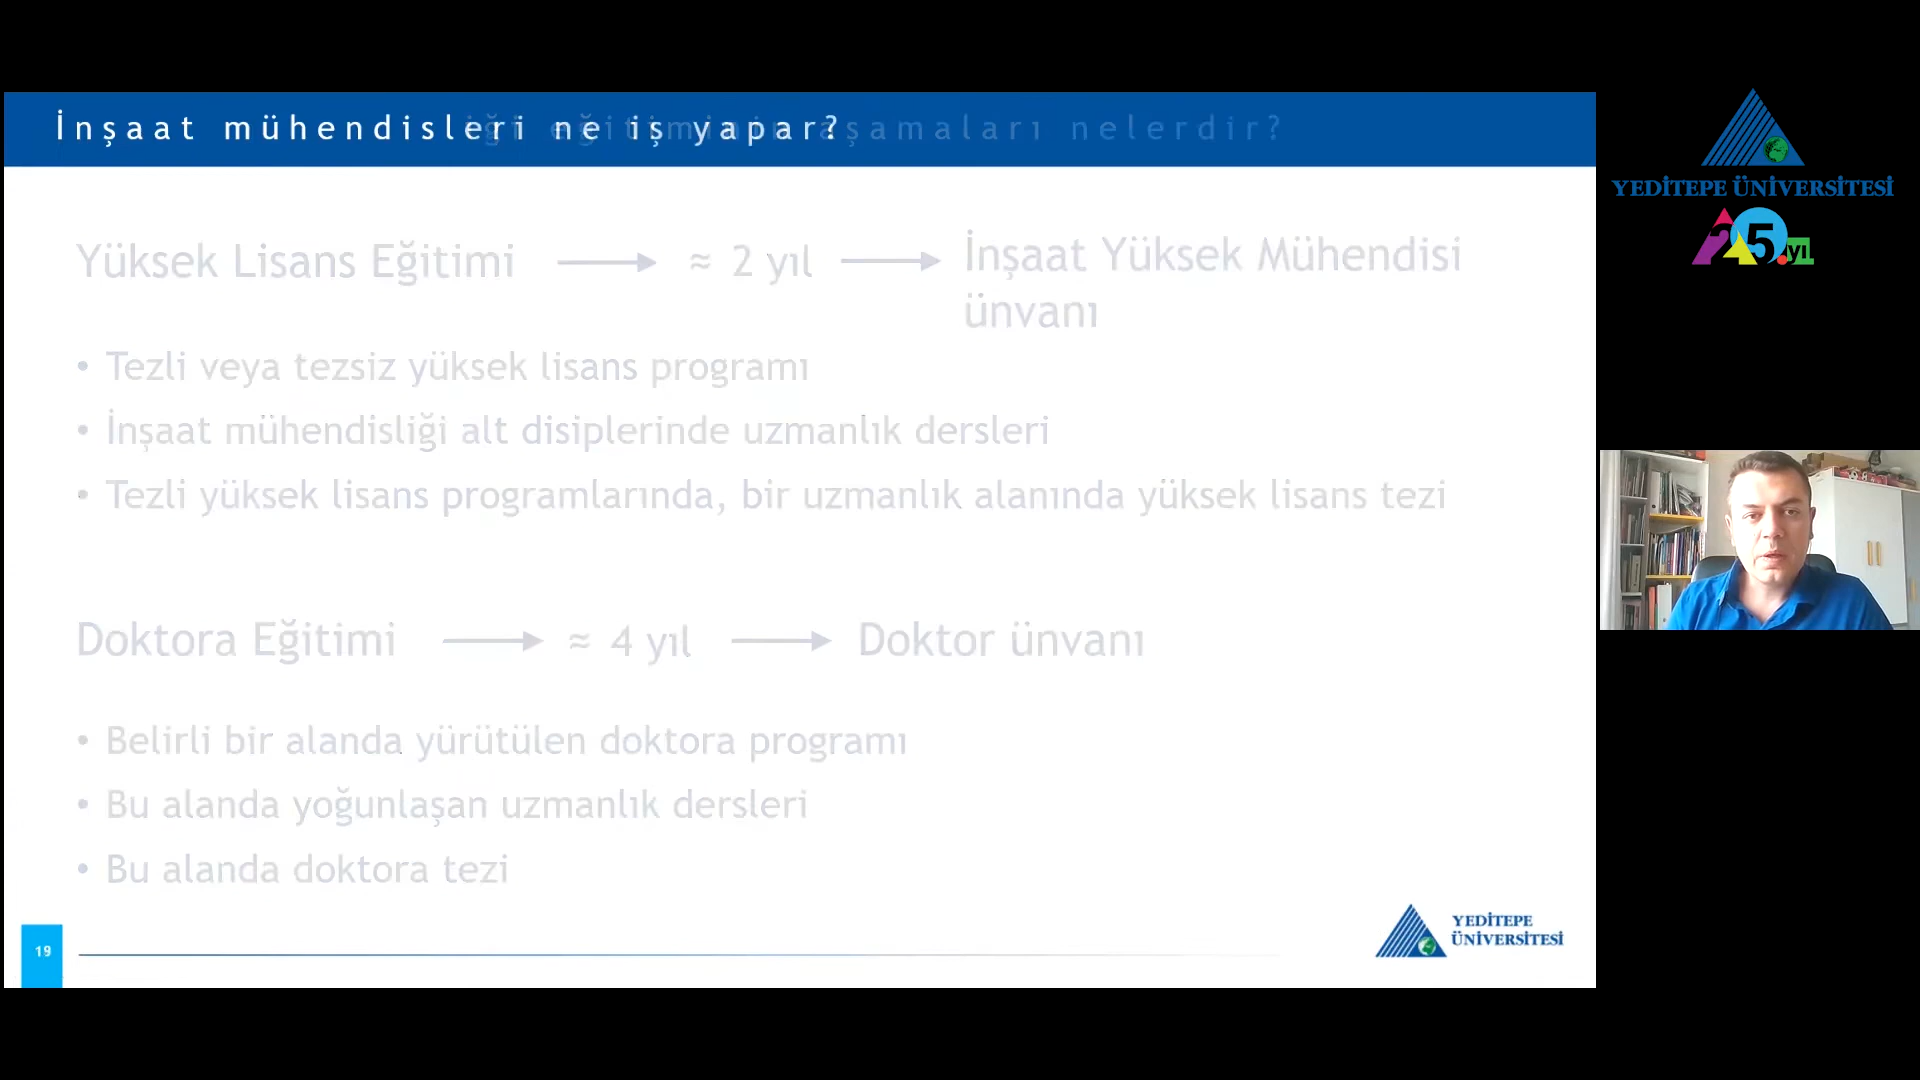 İnşaat mühendisleri ne iş yapar?
aşamaları nelerdir?
Yüksek Lisans Eğitimi ≈ 2 yıl İnşaat Yüksek Mühendisi
ünvanı
• Tezli veya tezsiz yüksek lisans programı
• İnşaat mühendisliği alt disiplerinde uzmanlık dersleri
• Tezli yüksek lisans programlarında, bir uzmanlık alanında yüksek lisans tezi
Doktora Eğitimi ≈ 4 yıl Doktor ünvanı
• Belirli bir alanda yürütülen doktora programı
• Bu alanda yoğunlaşan uzmanlık dersleri
• Bu alanda doktora tezi
19
YEDİTEPE
ÜNİVERSİTESİ
YEDİTEPE ÜNİVERSİTESİ
25.yıl